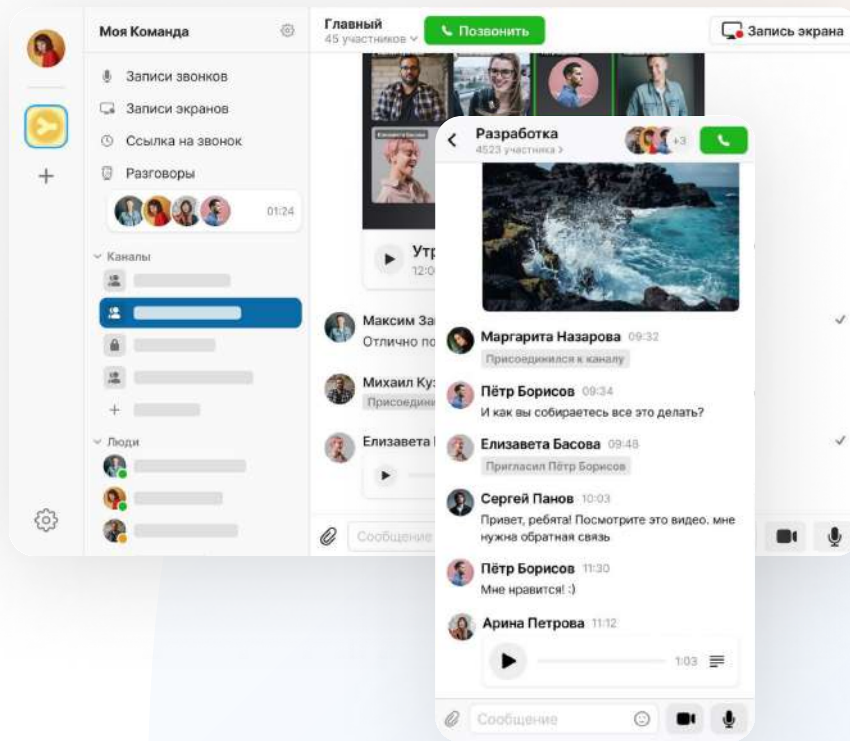 Моя Команда
Записи звонков
Записи экранов
Ссылка на звонок
Разговоры
01:24
Каналы
Люди
Главный
45 участников
Позвонить
Запись экрана
Елизавета Басова
Утр
12:0
Максим За
Отлично по
Михаил Куз
Присоедини
Елизавета
Сообщение
Разработка
4523 участника >
+3
Маргарита Назарова 09:32
Присоединился к каналу
Пётр Борисов 09:34
И как вы собираетесь все это делать?
Елизавета Басова 09:48
Пригласил Пётр Борисов
Сергей Панов 10:03
Привет, ребята! Посмотрите это видео. мне
нужна обратная связь
Пётр Борисов 11:30
Мне нравится! :)
Арина Петрова 11:12
1:03
Сообщение